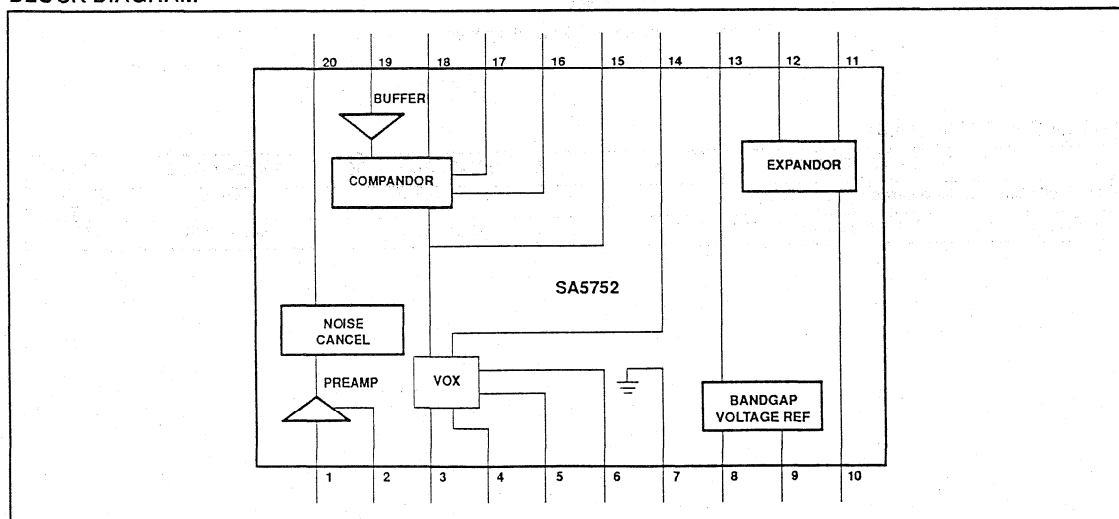 20 19 18 17 16 15 14 13 12 11
BUFFER
COMPANDOR
EXPANDOR
SA5752
NOISE
CANCEL
PREAMP
VOX
BANDGAP
VOLTAGE REF
1 2 3 4 5 6 7 8 9 10